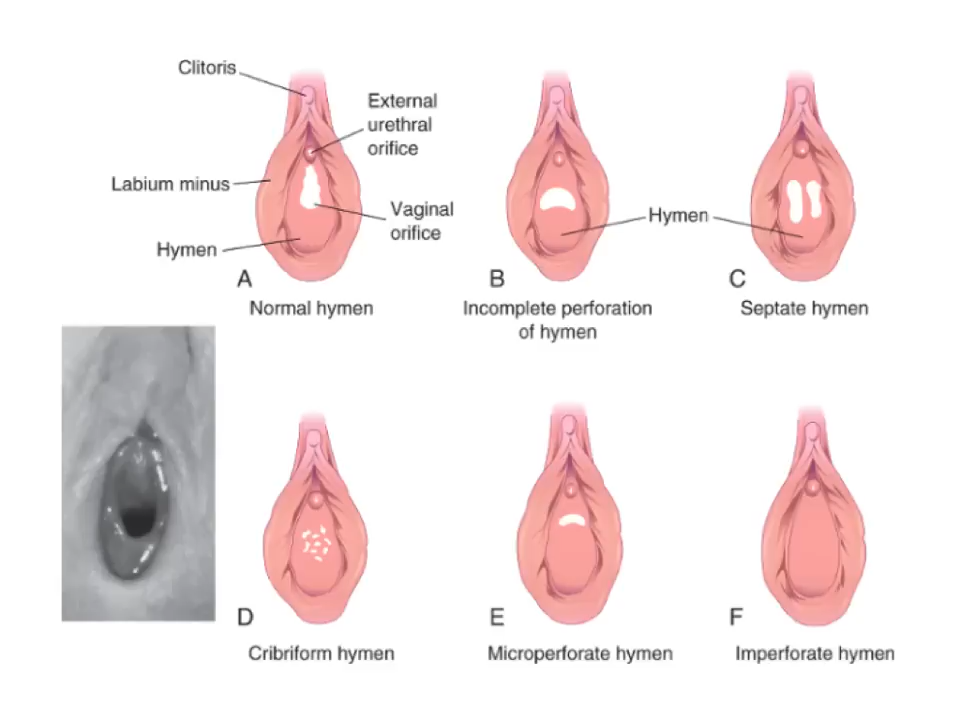 Clitoris
External
urethral
orifice
Labium minus
Vaginal
orifice
Hymen
Hymen
A
B
C
Normal hymen
Incomplete perforation
of hymen
Septate hymen
D
E
F
Cribriform hymen
Microperforate hymen
Imperforate hymen